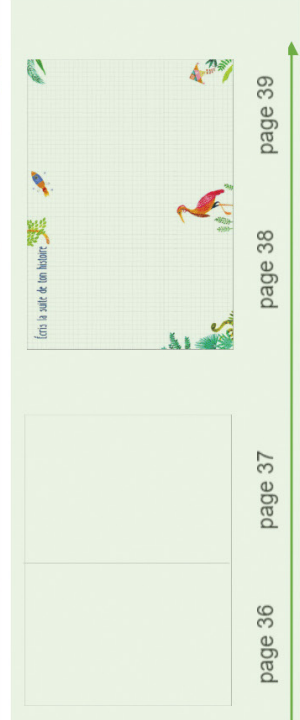 Écris la suite de ton histoire
page 36
page 37
page 38
page 39